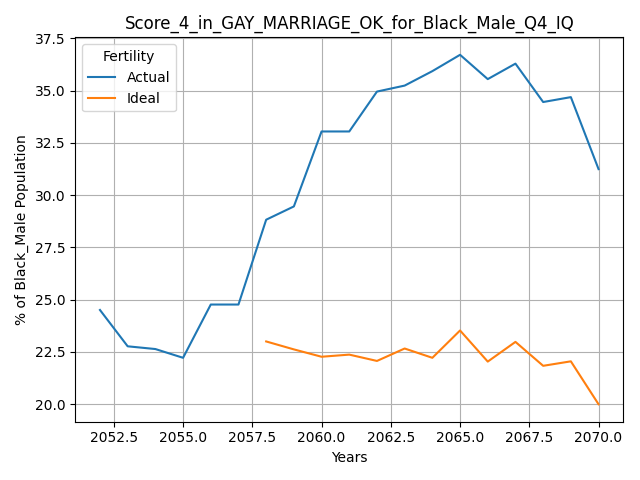 Score_4_in_GAY_MARRIAGE_OK_for_Black_Male_Q4_IQ
Fertility
Actual
Ideal
% of Black_Male Population
37.5
35.0
32.5
30.0
27.5
25.0
22.5
20.0
2052.5 2055.0 2057.5 2060.0 2062.5 2065.0 2067.5 2070.0
Years